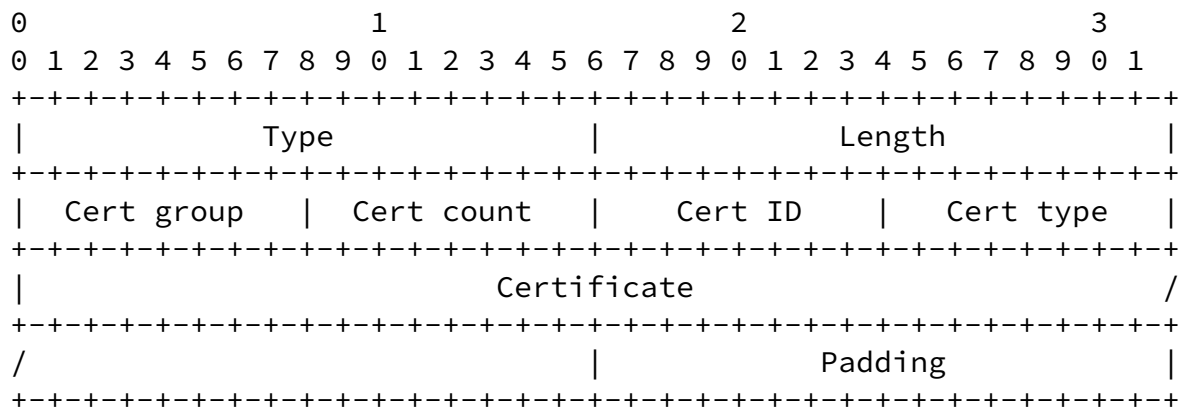 0                   1                   2                   3
0 1 2 3 4 5 6 7 8 9 0 1 2 3 4 5 6 7 8 9 0 1 2 3 4 5 6 7 8 9 0 1
+-+-+-+-+-+-+-+-+-+-+-+-+-+-+-+-+-+-+-+-+-+-+-+-+-+-+-+-+-+-+-+-+
|             Type              |             Length            |
+-+-+-+-+-+-+-+-+-+-+-+-+-+-+-+-+-+-+-+-+-+-+-+-+-+-+-+-+-+-+-+-+
|  Cert group   |  Cert count   |    Cert ID    |   Cert type   |
+-+-+-+-+-+-+-+-+-+-+-+-+-+-+-+-+-+-+-+-+-+-+-+-+-+-+-+-+-+-+-+-+
|                          Certificate                          /
+-+-+-+-+-+-+-+-+-+-+-+-+-+-+-+-+-+-+-+-+-+-+-+-+-+-+-+-+-+-+-+-+
/                               |            Padding            |
+-+-+-+-+-+-+-+-+-+-+-+-+-+-+-+-+-+-+-+-+-+-+-+-+-+-+-+-+-+-+-+-+